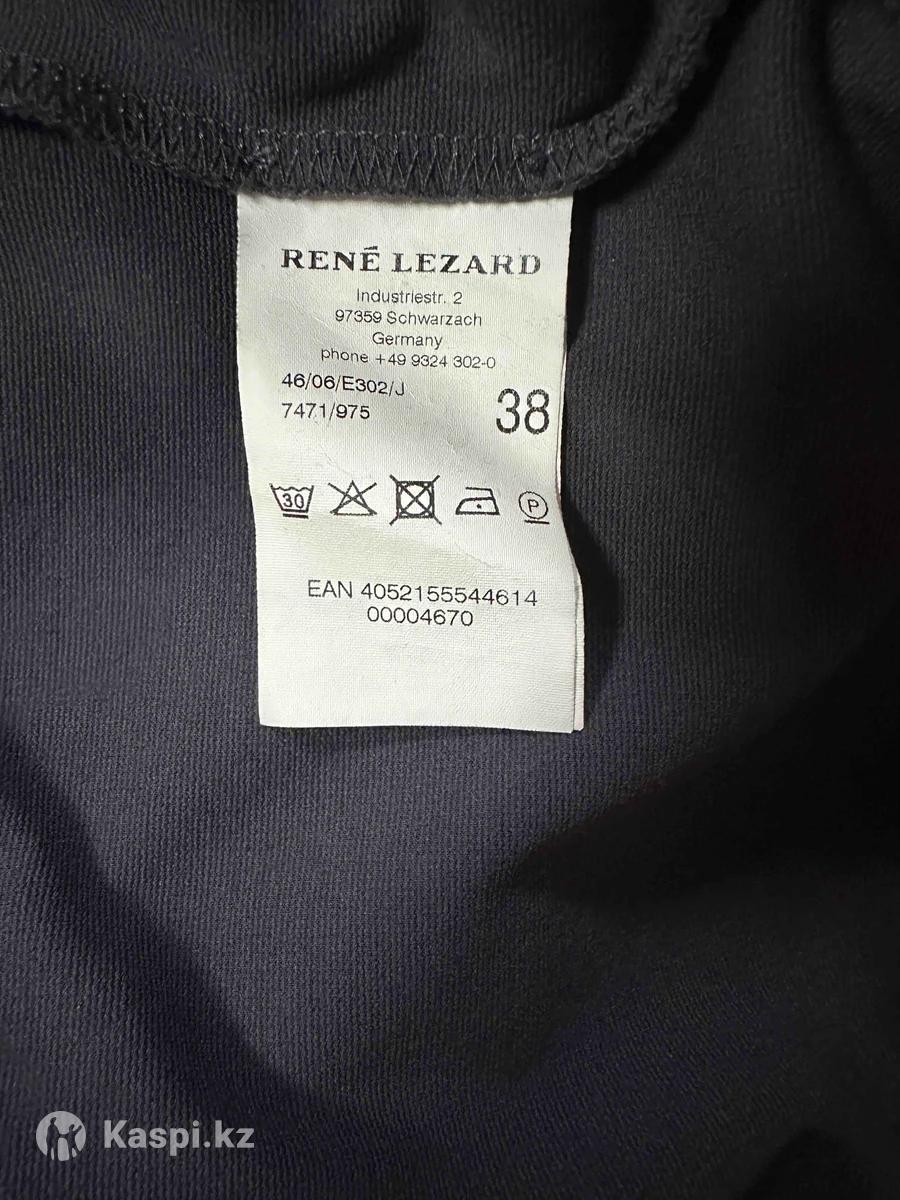 RENÉ LEZARD
Industriestr. 2
97359 Schwarzach
Germany
phone +49 9324 302-0
46/06/E302/J
7471/975
38
30
P
EAN 4052155544614
00004670
Kaspi.kz